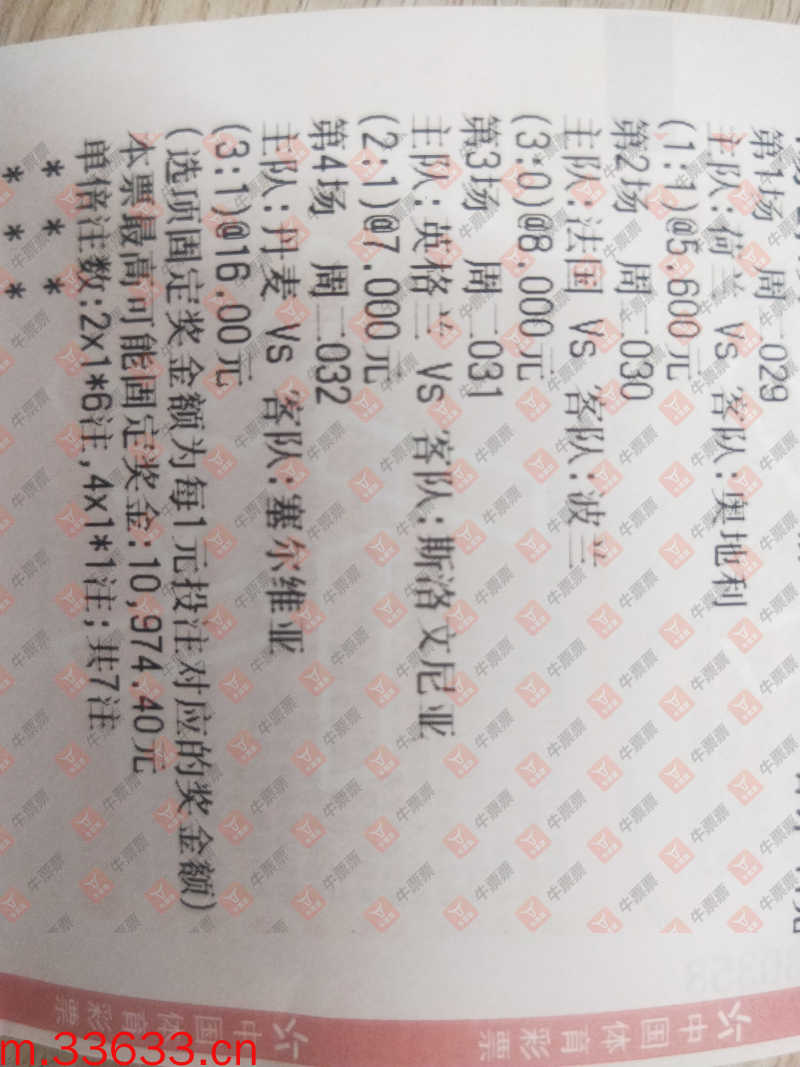 第1场 周二029
主队:荷兰 Vs 客队:奥地利
(1:1)@5.600元
第2场 周二030
主队:法国 Vs 客队:波兰
(3:0)@8.000元
第3场 周二031
主队:英格兰 Vs 客队:斯洛文尼亚
(2:1)@7.000元
第4场 周二032
主队:丹麦 Vs 客队:塞尔维亚
(3:1)@16.00元
(选项固定奖金额为每1元投注对应的奖金额)
本票最高可能固定奖金:10,974.40元
单倍注数:2x1*6注,4x1*1注;共7注
* * *
* * *
中国体育彩票
中国体育彩票
牛票票
m.33633.cn